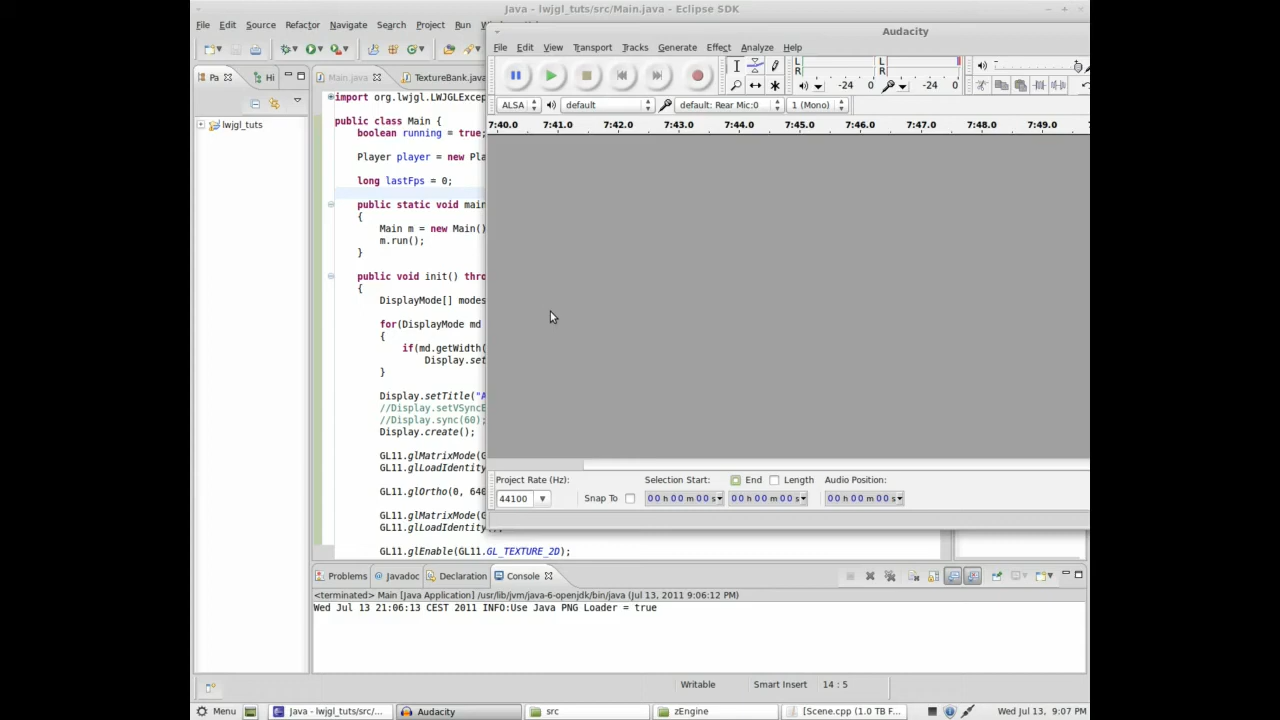 Java - lwjgl_tuts/src/Main.java - Eclipse SDK
File Edit Source Refactor Navigate Search Project Run
Audacity
File Edit View Transport Tracks Generate Effect Analyze Help
L
R
L
R
-24 0
-24 0
ALSA
default
default: Rear Mic:0
1 (Mono)
7:40.0 7:41.0 7:42.0 7:43.0 7:44.0 7:45.0 7:46.0 7:47.0 7:48.0 7:49.0
Project Rate (Hz):
44100
Snap To
Selection Start:
End
Length
Audio Position:
00 h 00 m 00 s
00 h 00 m 00 s
00 h 00 m 00 s
Pa
Hi
lwjgl_tuts
Main.java
TextureBank.java
import org.lwjgl.LWJGLExcep
public class Main {
boolean running = true;
Player player = new Pla
long lastFps = 0;
public static void main
{
Main m = new Main()
m.run();
}
public void init() thro
{
DisplayMode[] modes
for(DisplayMode md
{
if(md.getWidth(
Display.set
}
Display.setTitle("A
//Display.setVSyncE
//Display.sync(60);
Display.create();
GL11.glMatrixMode(G
GL11.glLoadIdentity
GL11.glOrtho(0, 640
GL11.glMatrixMode(G
GL11.glLoadIdentity();
GL11.glEnable(GL11.GL_TEXTURE_2D);
Problems
Javadoc
Declaration
Console
<terminated> Main [Java Application] /usr/lib/jvm/java-6-openjdk/bin/java (Jul 13, 2011 9:06:12 PM)
Wed Jul 13 21:06:13 CEST 2011 INFO:Use Java PNG Loader = true
Writable
Smart Insert
14 : 5
Menu
Java - lwjgl_tuts/src/...
Audacity
src
zEngine
[Scene.cpp (1.0 TB F...
Wed Jul 13, 9:07 PM